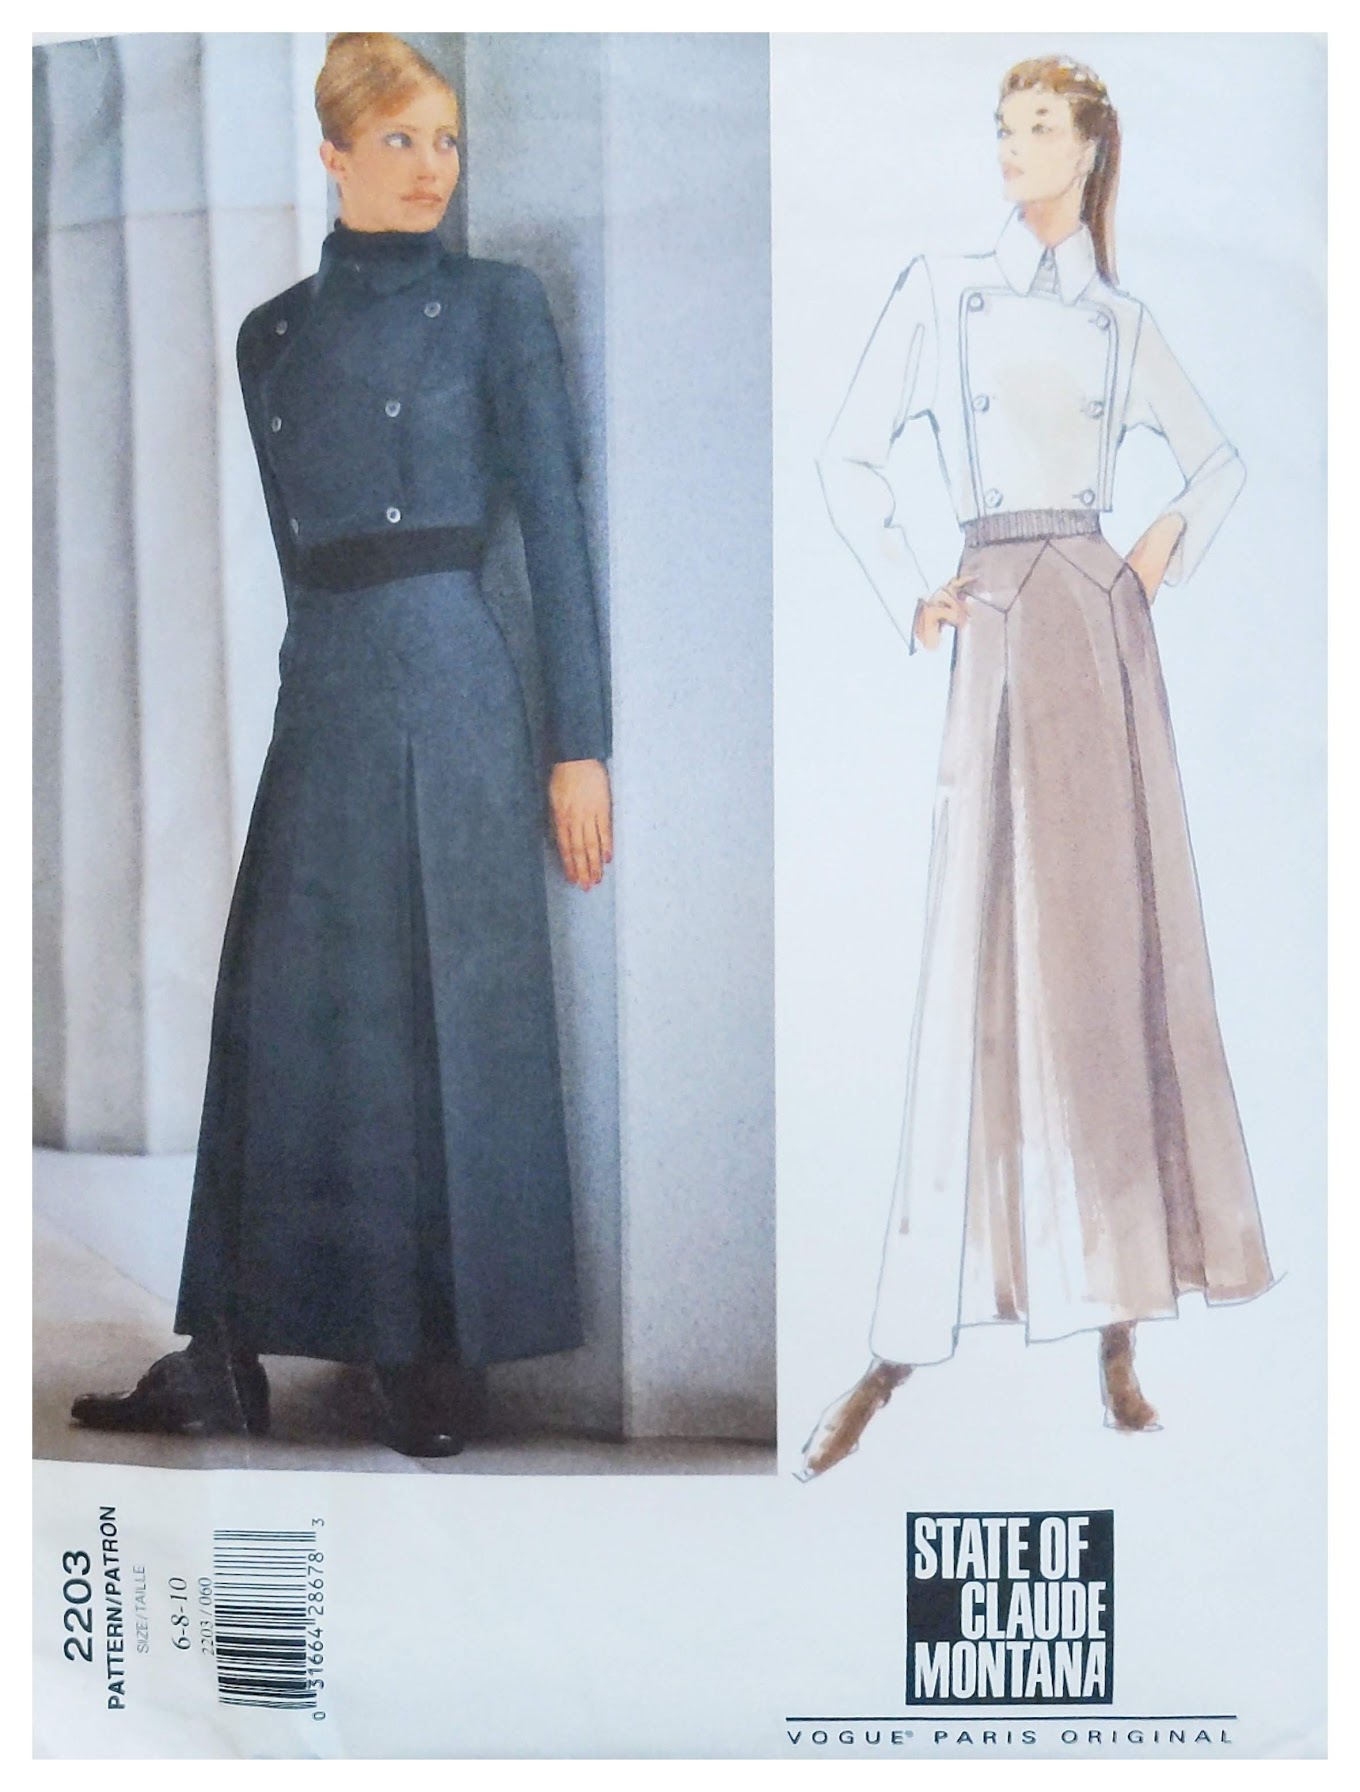 2203
PATTERN/PATRON
SIZE/TAILLE
6-8-10
2203 / 060
0 31664 28678 3
STATE OF
CLAUDE
MONTANA
VOGUE® PARIS ORIGINAL